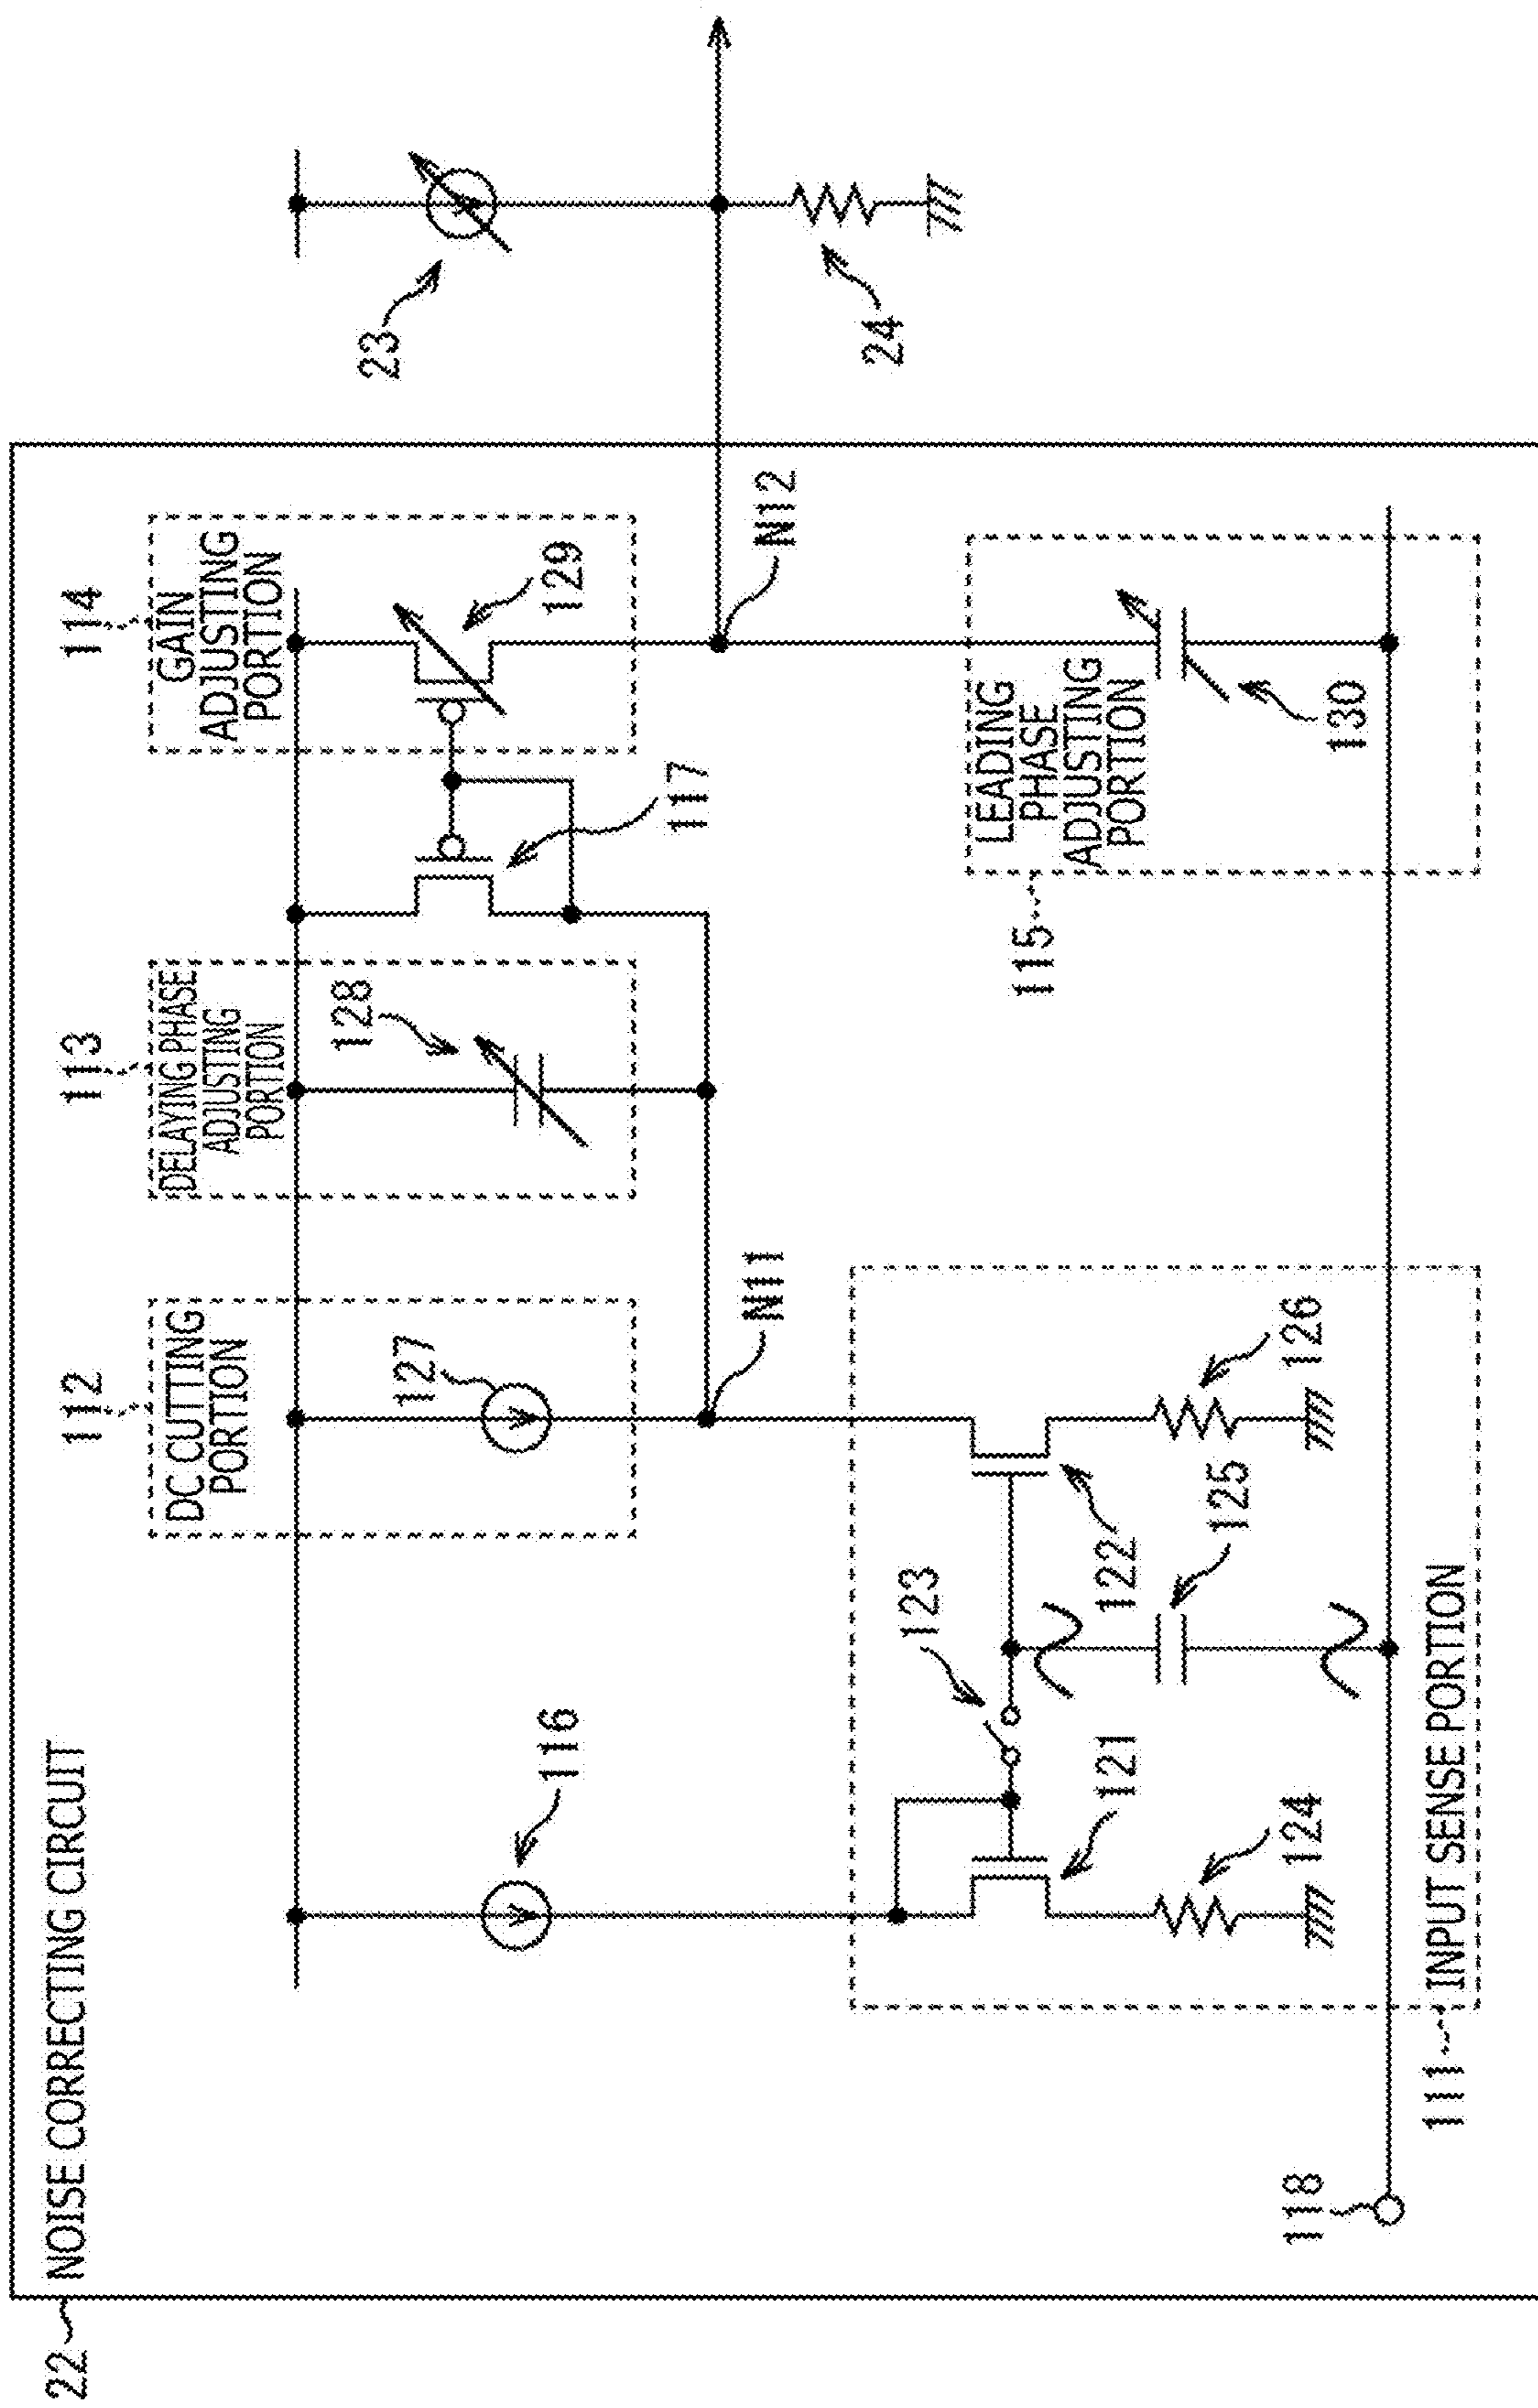 22
NOISE CORRECTING CIRCUIT
112
DC CUTTING
PORTION
127
113
DELAYING PHASE
ADJUSTING
PORTION
128
114
GAIN
ADJUSTING
PORTION
129
117
116
N11
N12
23
24
123
122
125
126
121
124
111
INPUT SENSE PORTION
118
115
LEADING
PHASE
ADJUSTING
PORTION
130